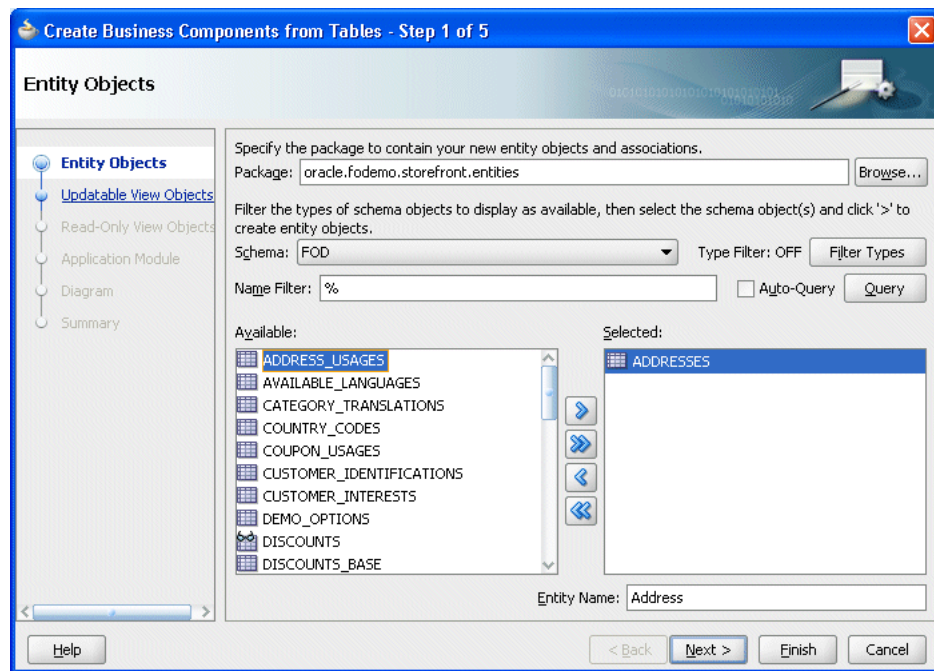 Create Business Components from Tables - Step 1 of 5
Entity Objects
Entity Objects
Updatable View Objects
Read-Only View Objects
Application Module
Diagram
Summary
Specify the package to contain your new entity objects and associations.
Package: oracle.fodemo.storefront.entities Browse...
Filter the types of schema objects to display as available, then select the schema object(s) and click '>' to
create entity objects.
Schema: FOD Type Filter: OFF Filter Types
Name Filter: % Auto-Query Query
Available:
ADDRESS_USAGES
AVAILABLE_LANGUAGES
CATEGORY_TRANSLATIONS
COUNTRY_CODES
COUPON_USAGES
CUSTOMER_IDENTIFICATIONS
CUSTOMER_INTERESTS
DEMO_OPTIONS
DISCOUNTS
DISCOUNTS_BASE
Selected:
ADDRESSES
Entity Name: Address
Help < Back Next > Finish Cancel